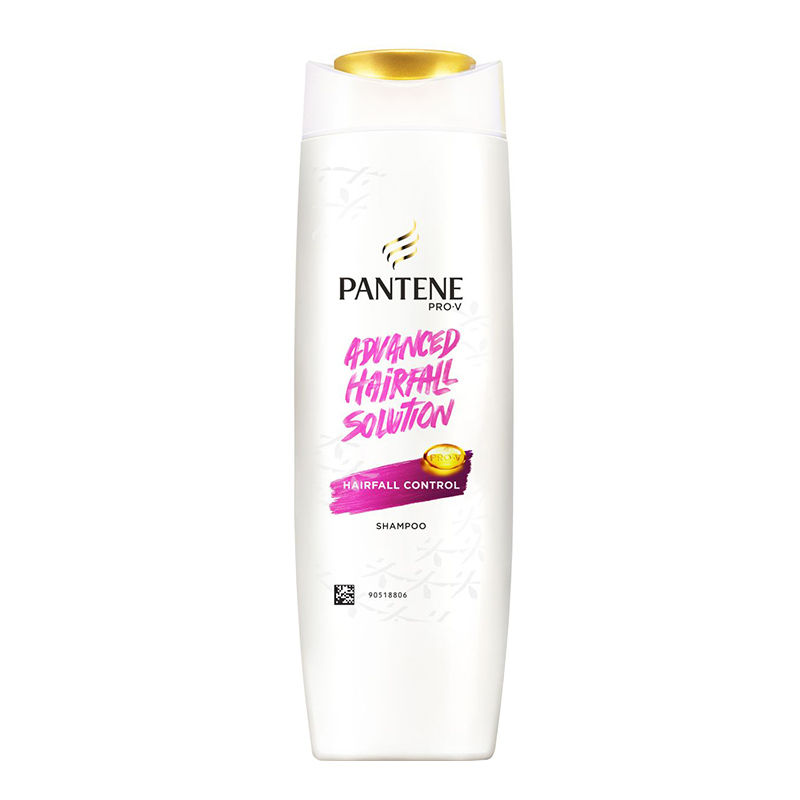 PANTENE
PRO-V
ADVANCED
HAIRFALL
SOLUTION
PRO-V
HAIRFALL CONTROL
SHAMPOO
90518806